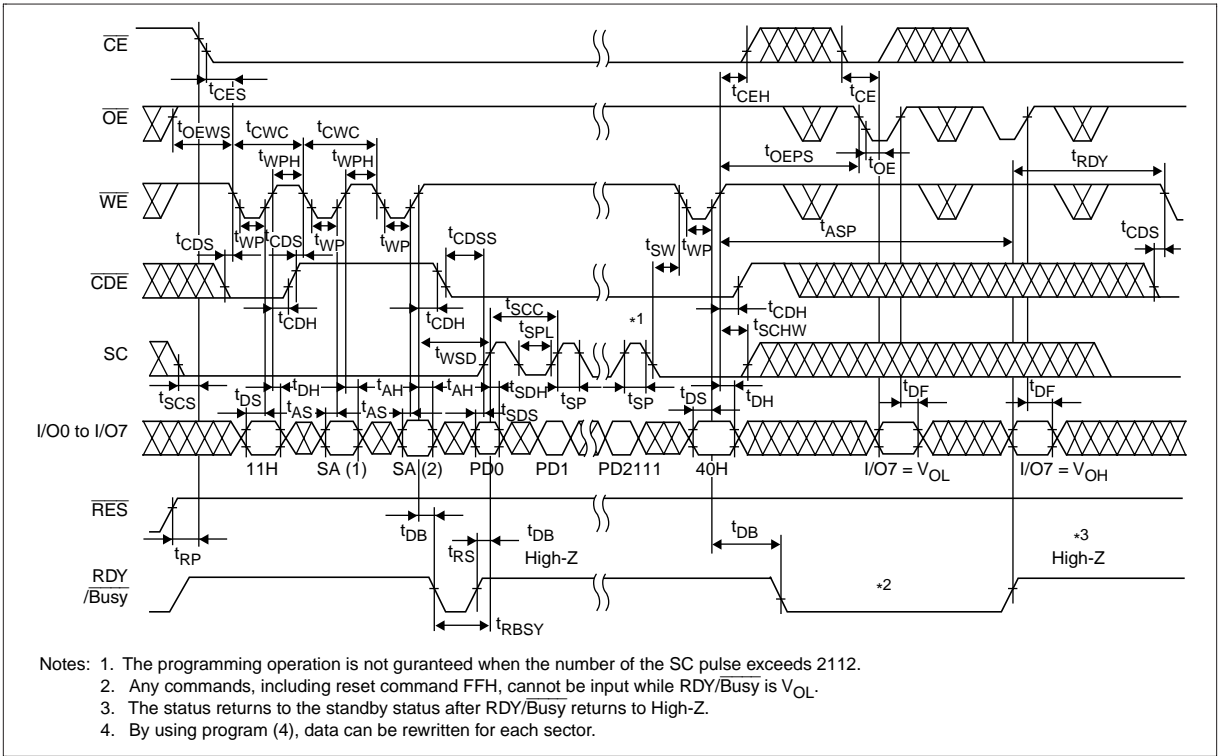 CE
tCES
tCEH
tCE
OE
tOEWS
tCWC
tCWC
tWPH
tWPH
tOEPS
tOE
tRDY
WE
tCDS
tWP
tCDS
tWP
tWP
tCDSS
tSW
tWP
tASP
tCDS
CDE
tCDH
tCDH
tSCC
tSPL
*1
tCDH
tSCHW
SC
tWSD
tSCS
tDS
tDH
tAS
tAH
tAS
tAH
tSDH
tSDS
tSP
tSP
tDS
tDH
tDF
tDF
I/O0 to I/O7
11H
SA (1)
SA (2)
PD0
PD1
PD2111
40H
I/O7 = VOL
I/O7 = VOH
RES
tRP
tDB
tRS
tDB
High-Z
tDB
*3
High-Z
RDY
/Busy
*2
tRBSY
Notes: 1. The programming operation is not guranteed when the number of the SC pulse exceeds 2112.
2. Any commands, including reset command FFH, cannot be input while RDY/Busy is VOL.
3. The status returns to the standby status after RDY/Busy returns to High-Z.
4. By using program (4), data can be rewritten for each sector.